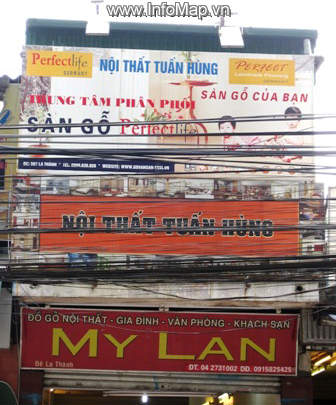 www.InfoMap.vn
Perfectlife
GERMANY
NỘI THẤT TUẤN HÙNG
PERFECT
TRUNG TÂM PHÂN PHỐI
SÀN GỖ CỦA BẠN
SÀN GỖ Perfectlife
NỘI THẤT TUẤN HÙNG
ĐỒ GỖ NỘI THẤT - GIA ĐÌNH - VĂN PHÒNG - KHÁCH SẠN
MY LAN
Đê La Thành
ĐT. 04 2731002 DĐ. 0915825425